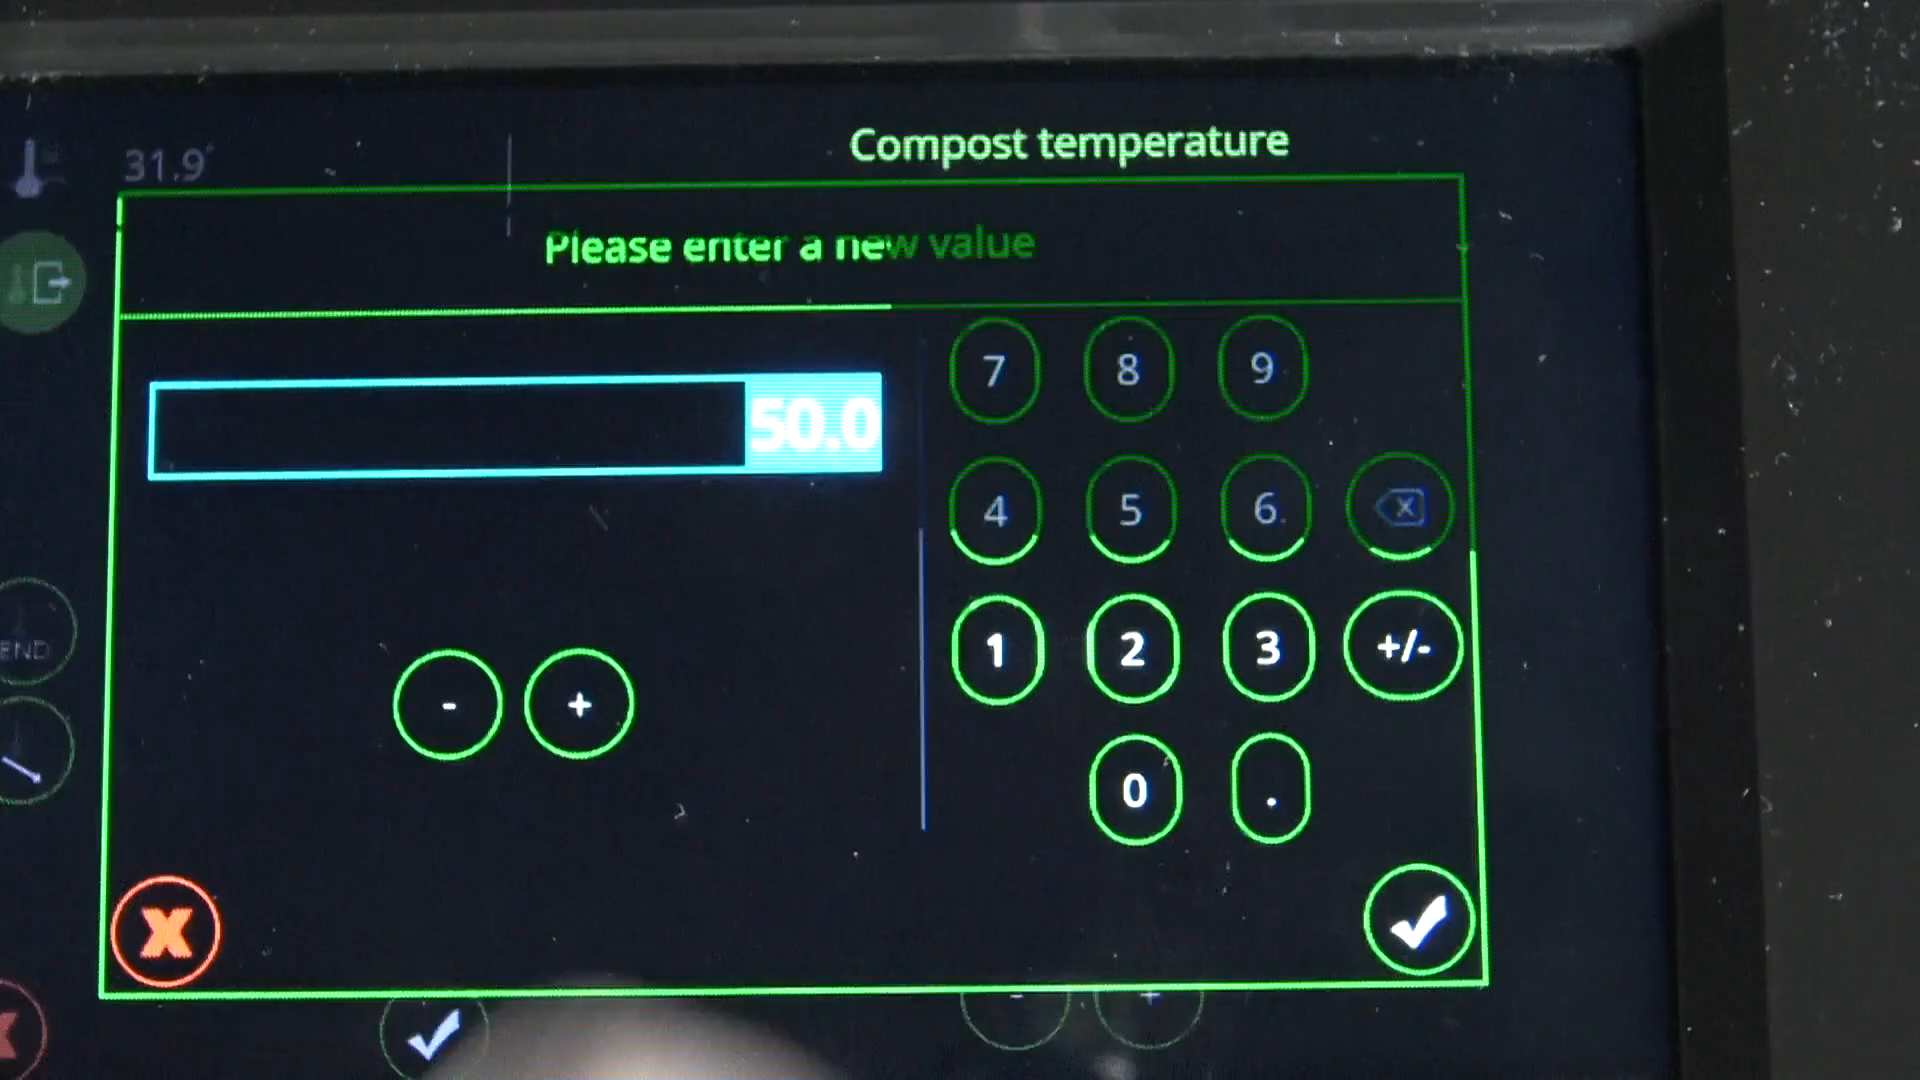 Compost temperature
31.9°
Please enter a new value
50.0
7 8 9
4 5 6
1 2 3 +/-
- +
0 .
X
END
- +